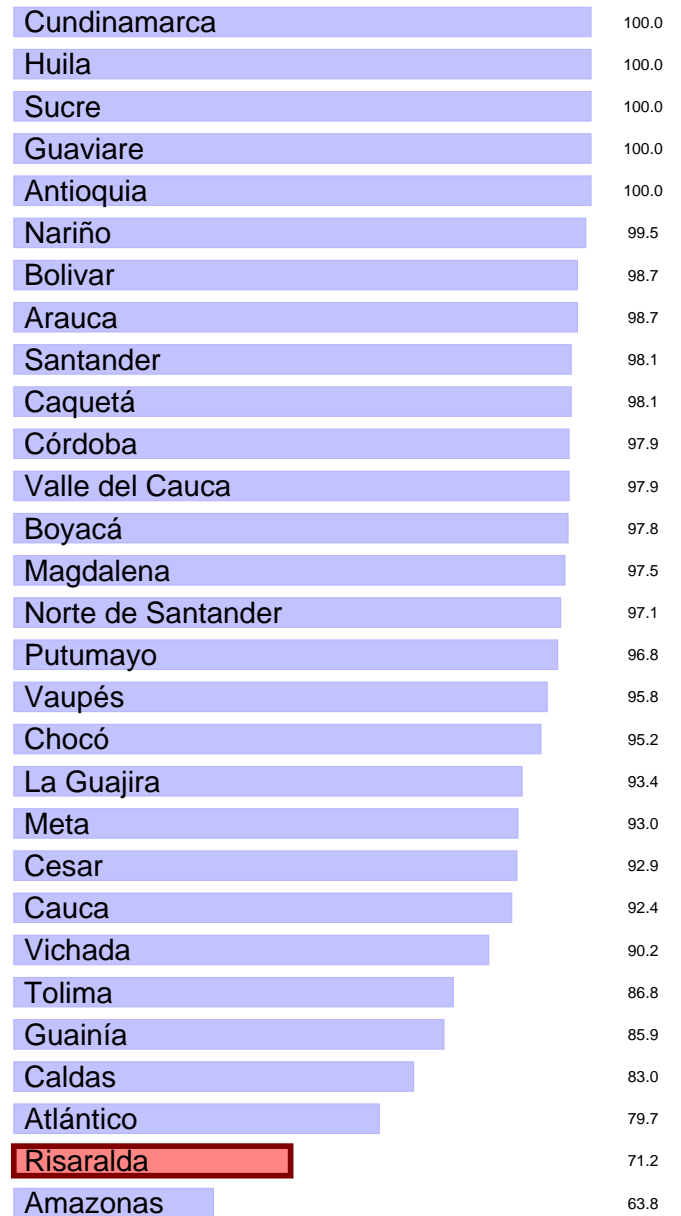 Cundinamarca 100.0
Huila 100.0
Sucre 100.0
Guaviare 100.0
Antioquia 100.0
Nariño 99.5
Bolivar 98.7
Arauca 98.7
Santander 98.1
Caquetá 98.1
Córdoba 97.9
Valle del Cauca 97.9
Boyacá 97.8
Magdalena 97.5
Norte de Santander 97.1
Putumayo 96.8
Vaupés 95.8
Chocó 95.2
La Guajira 93.4
Meta 93.0
Cesar 92.9
Cauca 92.4
Vichada 90.2
Tolima 86.8
Guainía 85.9
Caldas 83.0
Atlántico 79.7
Risaralda 71.2
Amazonas 63.8